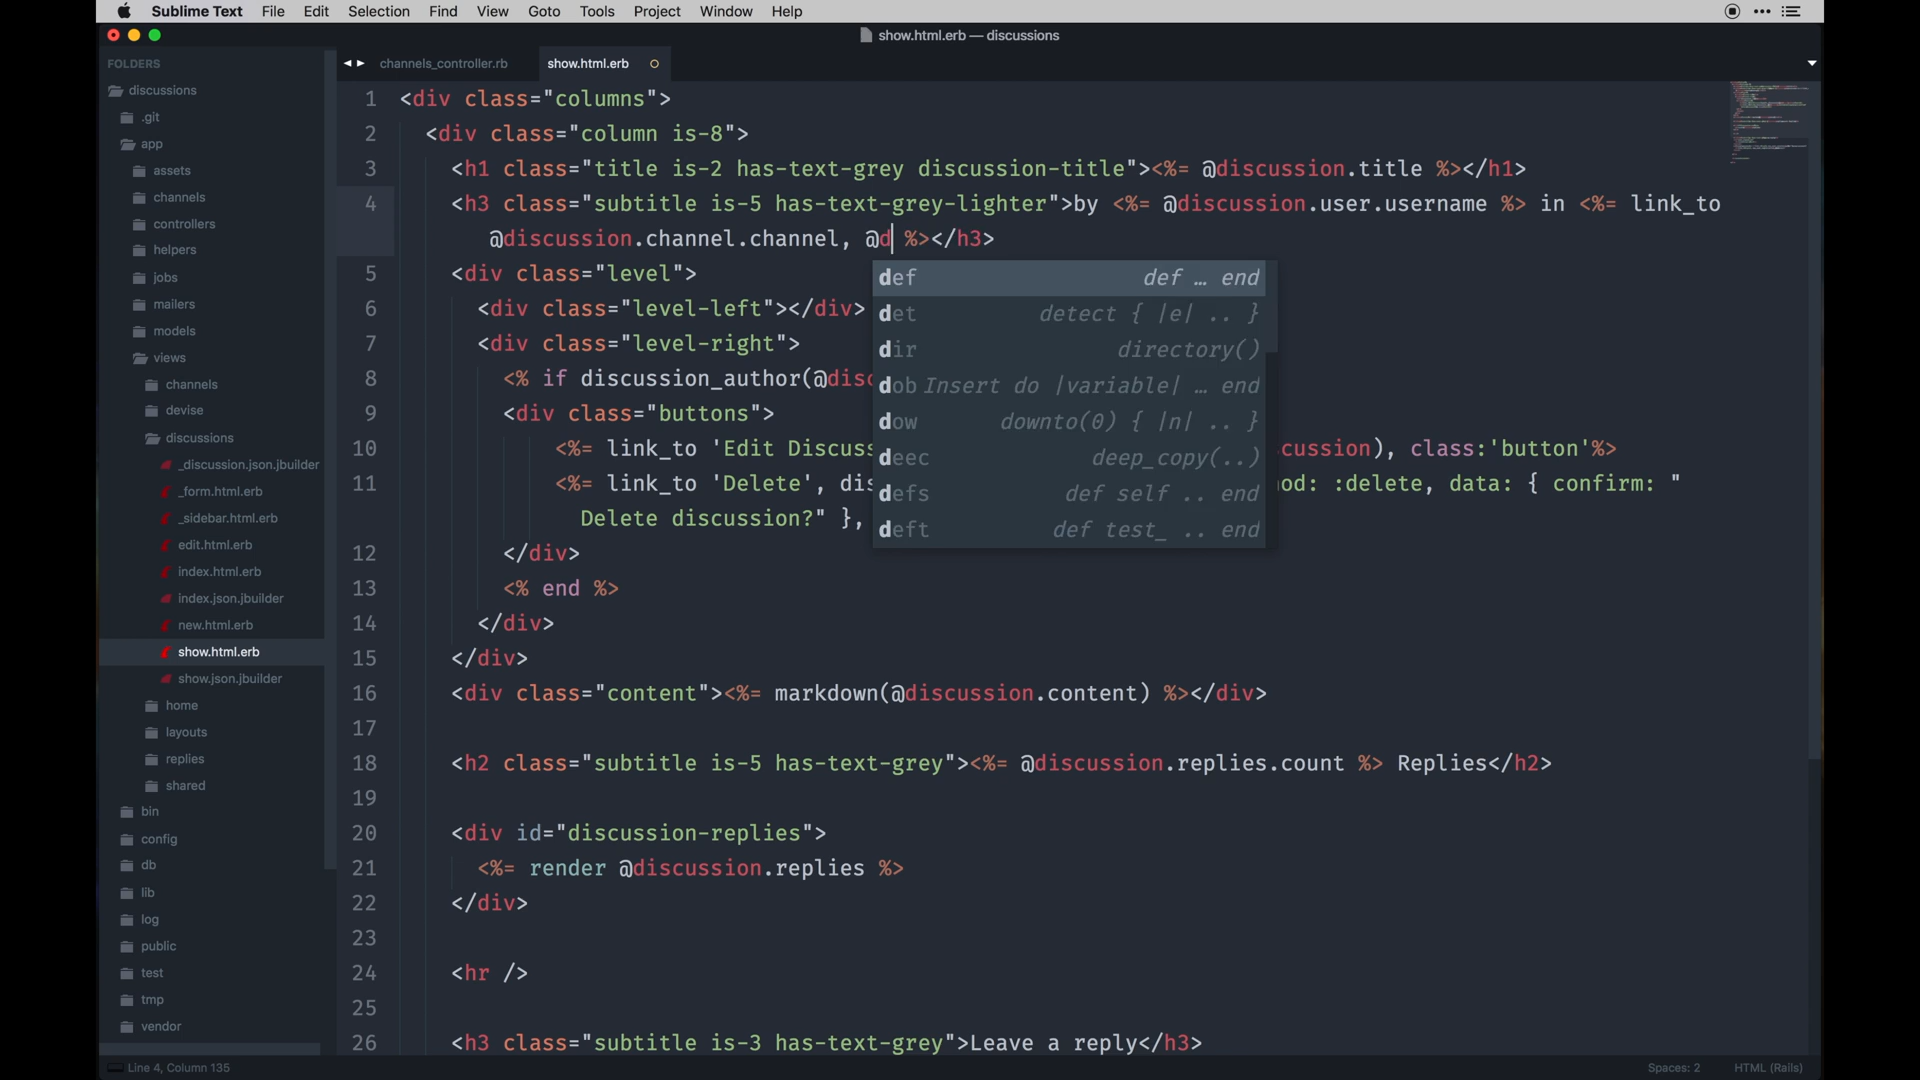 Sublime Text File Edit Selection Find View Goto Tools Project Window Help
show.html.erb — discussions
FOLDERS
discussions
.git
app
assets
channels
controllers
helpers
jobs
mailers
models
views
channels
devise
discussions
_discussion.json.jbuilder
_form.html.erb
_sidebar.html.erb
edit.html.erb
index.html.erb
index.json.jbuilder
new.html.erb
show.html.erb
show.json.jbuilder
home
layouts
replies
shared
bin
config
db
lib
log
public
test
tmp
vendor
channels_controller.rb show.html.erb
1 <div class="columns">
2 <div class="column is-8">
3 <h1 class="title is-2 has-text-grey discussion-title"><%= @discussion.title %></h1>
4 <h3 class="subtitle is-5 has-text-grey-lighter">by <%= @discussion.user.username %> in <%= link_to
@discussion.channel.channel, @d %></h3>
5 <div class="level">
6 <div class="level-left"></div>
7 <div class="level-right">
8 <% if discussion_author(@disc
9 <div class="buttons">
10 <%= link_to 'Edit Discuss cussion), class:'button'%>
11 <%= link_to 'Delete', dis od: :delete, data: { confirm: "
Delete discussion?" },
12 </div>
13 <% end %>
14 </div>
15 </div>
16 <div class="content"><%= markdown(@discussion.content) %></div>
17
18 <h2 class="subtitle is-5 has-text-grey"><%= @discussion.replies.count %> Replies</h2>
19
20 <div id="discussion-replies">
21 <%= render @discussion.replies %>
22 </div>
23
24 <hr />
25
26 <h3 class="subtitle is-3 has-text-grey">Leave a reply</h3>
def def … end
det detect { |e| .. }
dir directory()
dob Insert do |variable| … end
dow downto(0) { |n| .. }
deec deep_copy(..)
defs def self .. end
deft def test_ .. end
Line 4, Column 135 Spaces: 2 HTML (Rails)